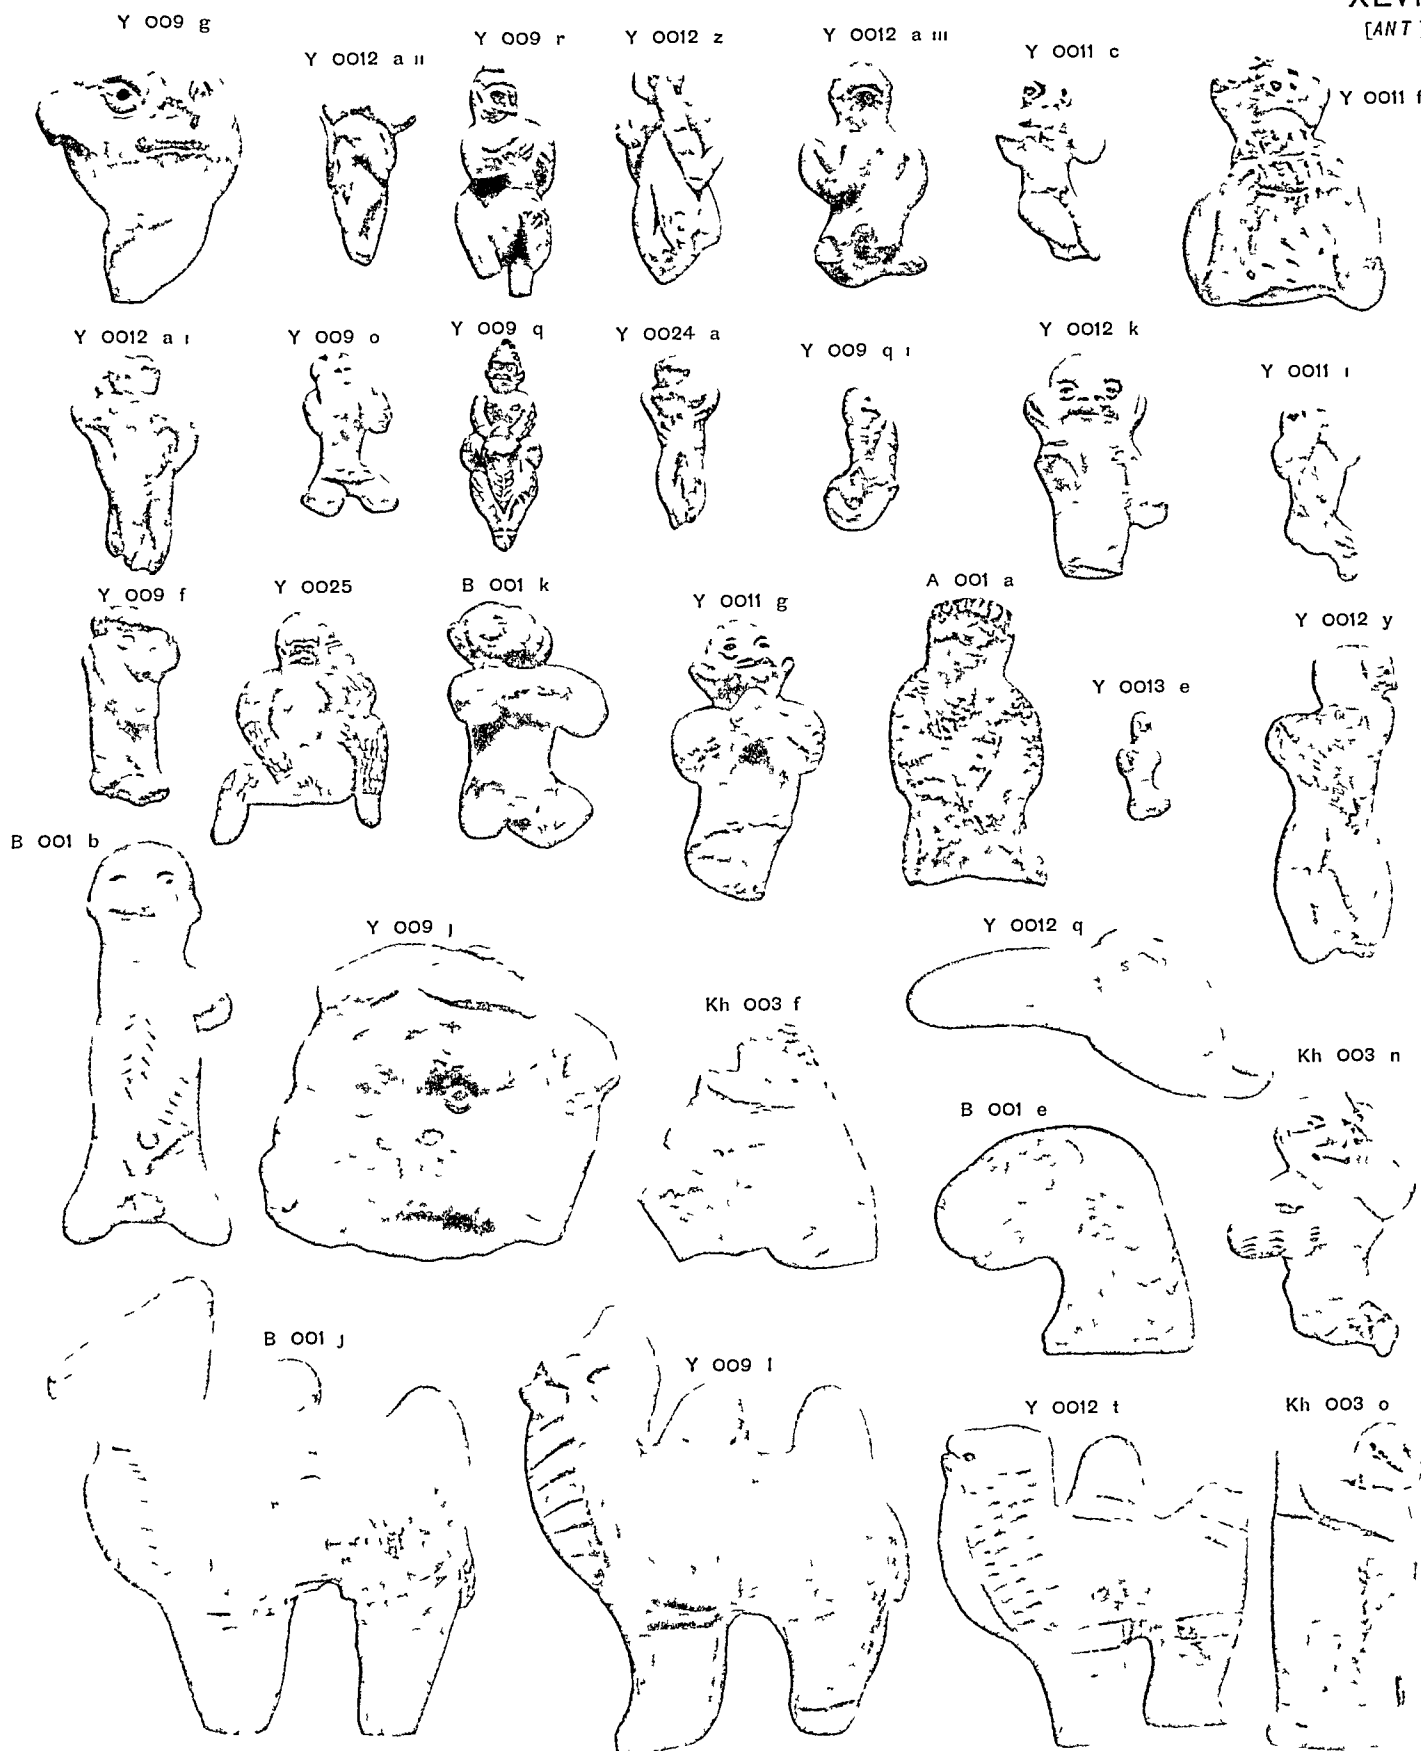 [ANT
Y 009 g
Y 0012 a ii
Y 009 r
Y 0012 z
Y 0012 a iii
Y 0011 c
Y 0011 f
Y 0012 a i
Y 009 o
Y 009 q
Y 0024 a
Y 009 q i
Y 0012 k
Y 0011 i
Y 009 f
Y 0025
B 001 k
Y 0011 g
A 001 a
Y 0013 e
Y 0012 y
B 001 b
Y 009 j
Kh 003 f
Y 0012 q
B 001 e
Kh 003 n
B 001 j
Y 009 l
Y 0012 t
Kh 003 o